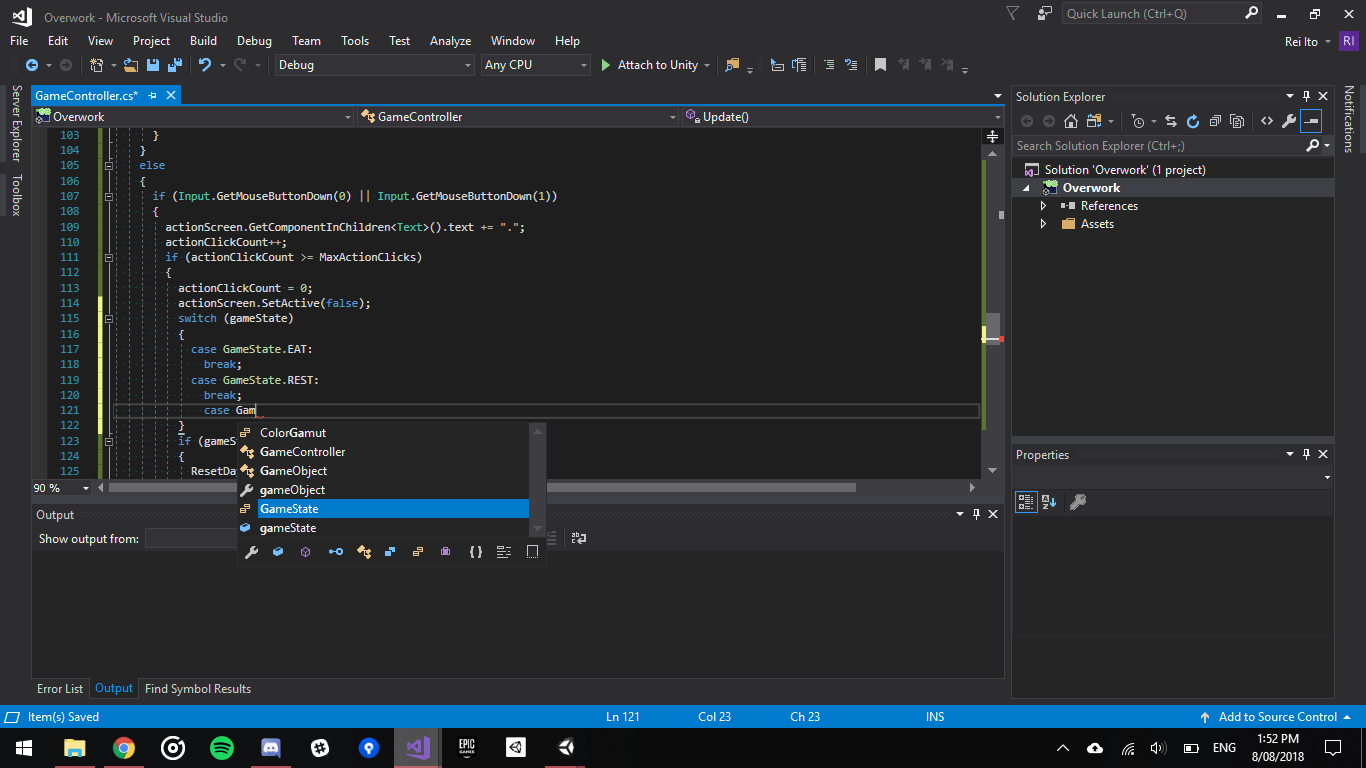 Overwork - Microsoft Visual Studio
Quick Launch (Ctrl+Q)
File Edit View Project Build Debug Team Tools Test Analyze Window Help
Rei Ito RI
Debug Any CPU Attach to Unity
Server Explorer
Toolbox
GameController.cs*
Overwork GameController Update()
103 }
104 }
105 else
106 {
107 if (Input.GetMouseButtonDown(0) || Input.GetMouseButtonDown(1))
108 {
109 actionScreen.GetComponentInChildren<Text>().text += ".";
110 actionClickCount++;
111 if (actionClickCount >= MaxActionClicks)
112 {
113 actionClickCount = 0;
114 actionScreen.SetActive(false);
115 switch (gameState)
116 {
117 case GameState.EAT:
118 break;
119 case GameState.REST:
120 break;
121 case Gam
122 }
123 if (gameS
124 {
125 ResetDa
ColorGamut
GameController
GameObject
gameObject
GameState
gameState
90 %
Output
Show output from:
Error List Output Find Symbol Results
Solution Explorer
Search Solution Explorer (Ctrl+;)
Solution 'Overwork' (1 project)
Overwork
References
Assets
Properties
Notifications
Item(s) Saved Ln 121 Col 23 Ch 23 INS Add to Source Control
EPIC GAMES
ENG
1:52 PM
8/08/2018